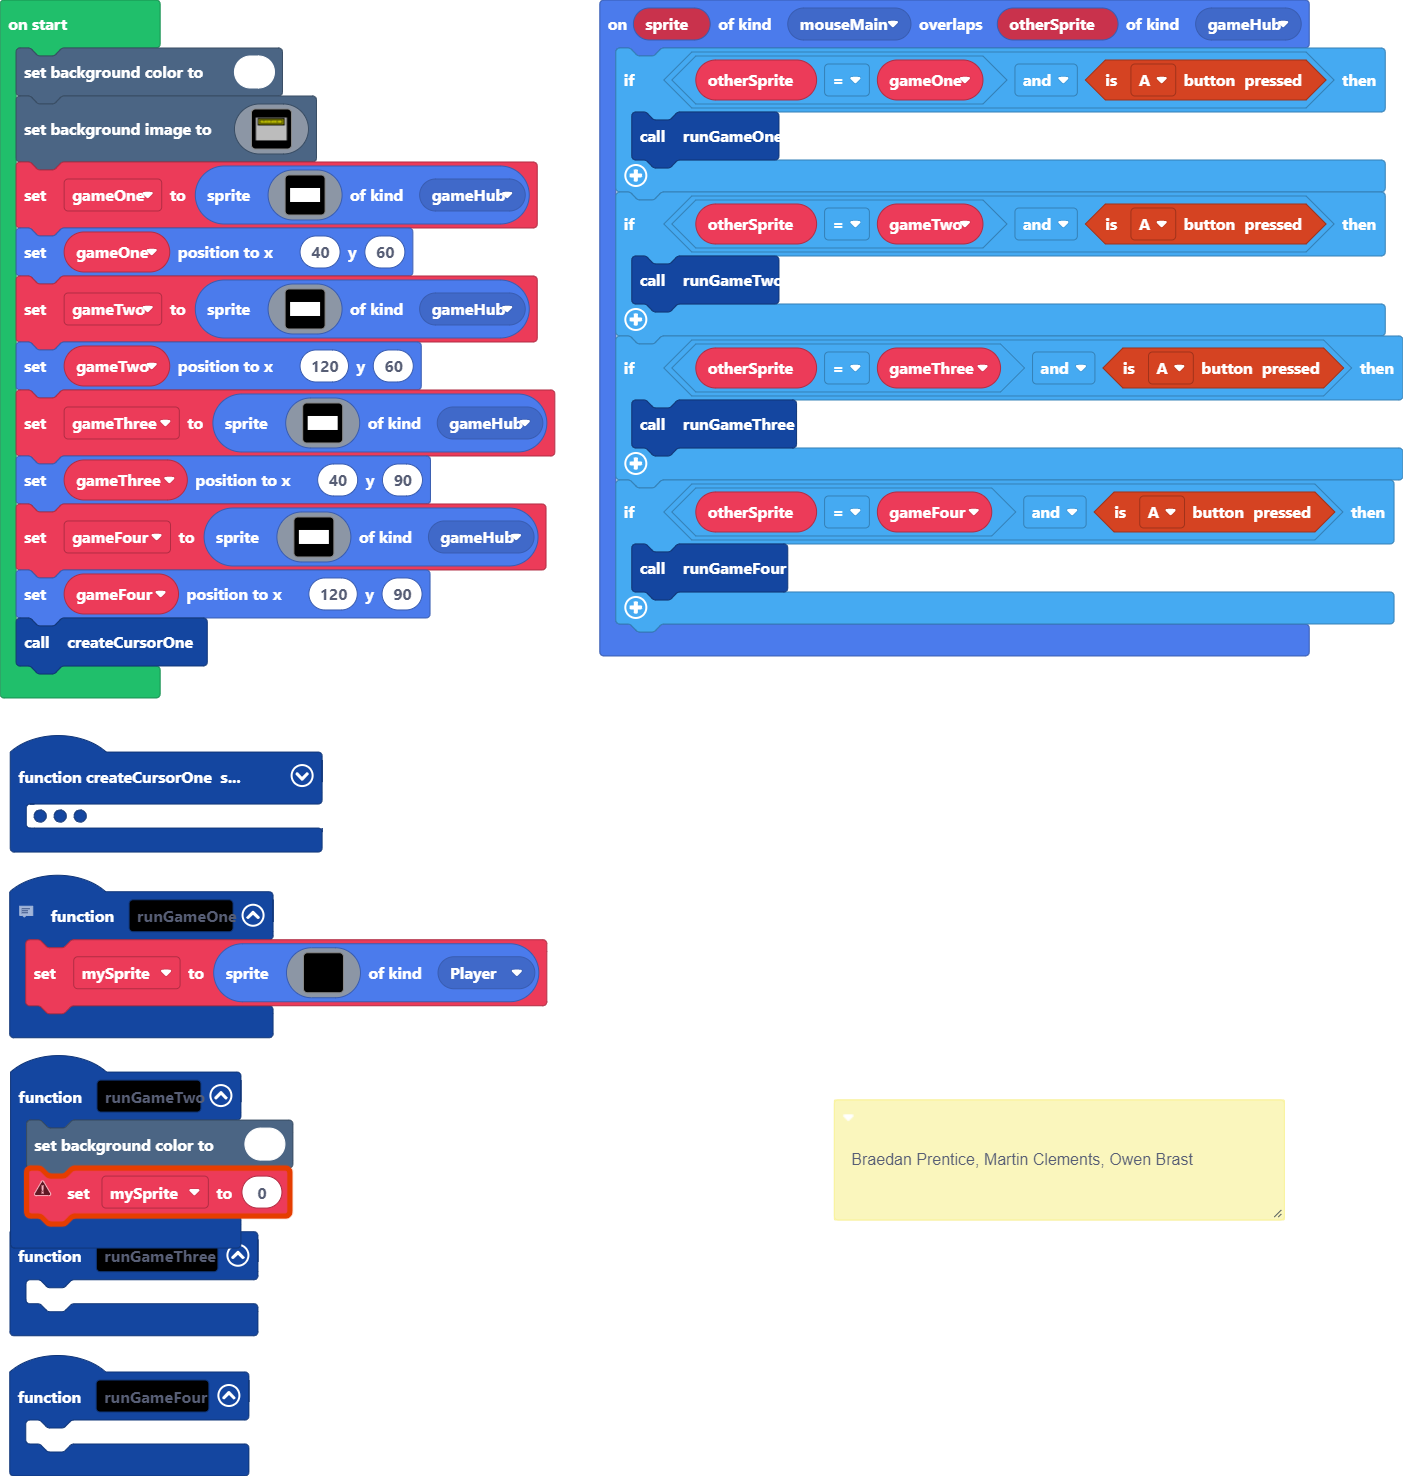 on start
set background color to
set background image to
set gameOne to sprite of kind gameHub
set gameOne position to x 40 y 60
set gameTwo to sprite of kind gameHub
set gameTwo position to x 120 y 60
set gameThree to sprite of kind gameHub
set gameThree position to x 40 y 90
set gameFour to sprite of kind gameHub
set gameFour position to x 120 y 90
call createCursorOne
on sprite of kind mouseMain overlaps otherSprite of kind gameHub
if otherSprite = gameOne and is A button pressed then
call runGameOne
if otherSprite = gameTwo and is A button pressed then
call runGameTwo
if otherSprite = gameThree and is A button pressed then
call runGameThree
if otherSprite = gameFour and is A button pressed then
call runGameFour
function createCursorOne s...
function runGameOne
set mySprite to sprite of kind Player
function runGameTwo
set background color to
set mySprite to 0
function runGameThree
function runGameFour
Braedan Prentice, Martin Clements, Owen Brast